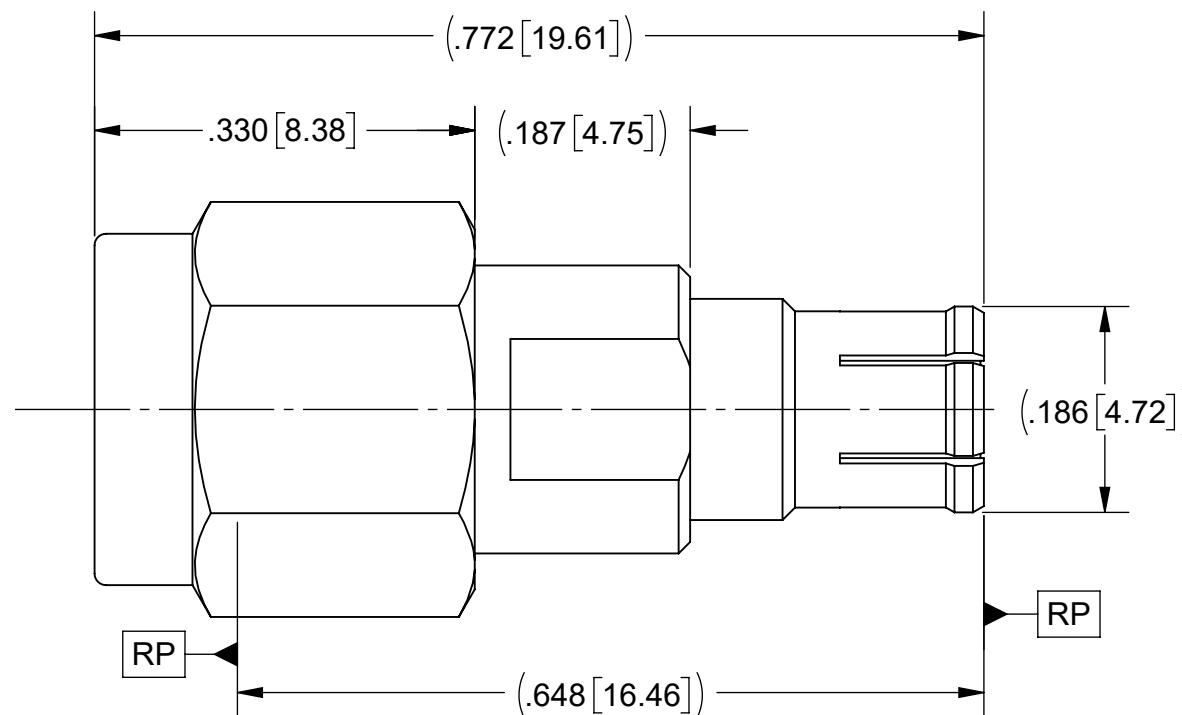 (.772[19.61])
.330[8.38]
(.187[4.75])
(.186[4.72]
RP
RP
(.648[16.46])